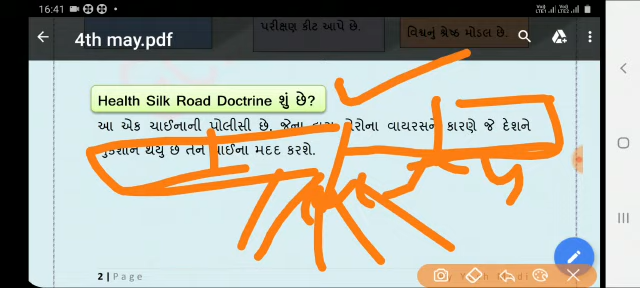 16:41
4th may.pdf
પરીક્ષણ કીટ આપે છે.
વિશ્વનું શ્રેષ્ઠ મોડલ છે.
Health Silk Road Doctrine શું છે?
આ એક ચાઈનાની પોલીસી છે. જેના વાયરસને કારણે જે દેશને
થયુ છે તેને ચાઈના મદદ કરશે.
2 | Page